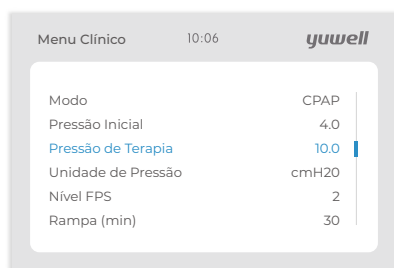 Menu Clínico 10:06 yuwell
Modo CPAP
Pressão Inicial 4.0
Pressão de Terapia 10.0
Unidade de Pressão cmH20
Nível FPS 2
Rampa (min) 30